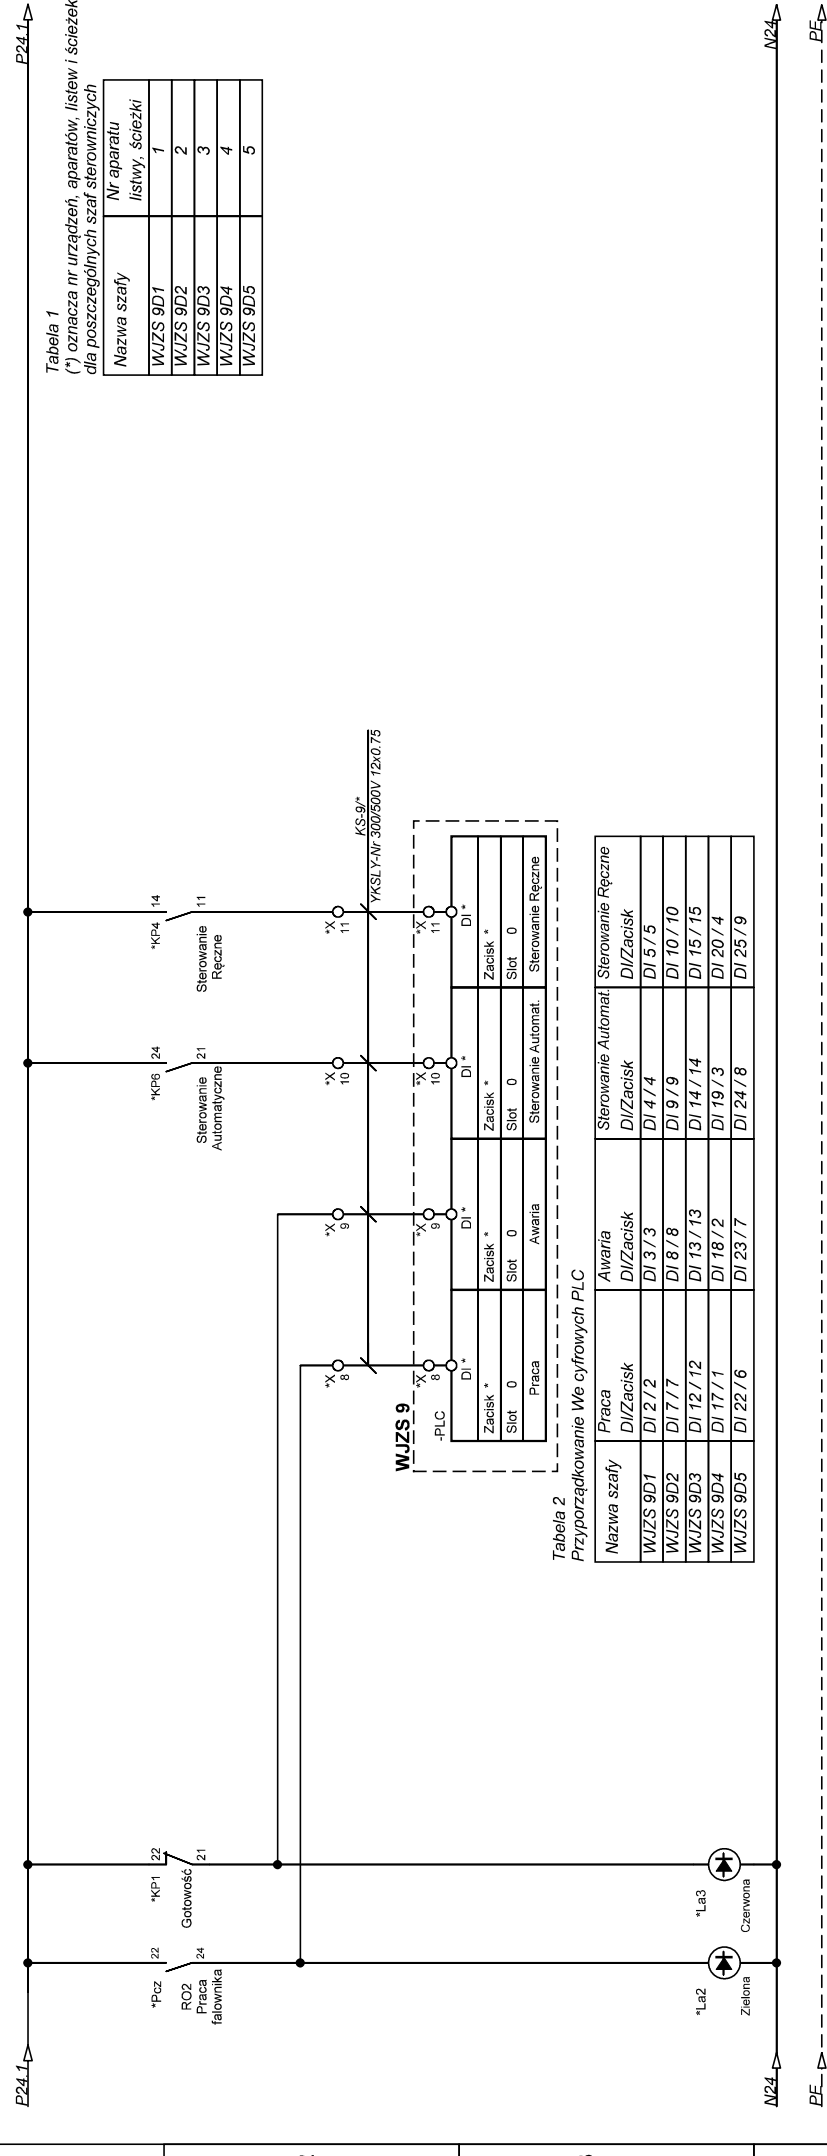 P24.1
P24.1
Tabela 1
(*) oznacza nr urządzeń, aparatów, listew i ścieżek
dla poszczególnych szaf sterowniczych
Nazwa szafy
Nr aparatu
listwy, ścieżki
WJZS 9D1 1
WJZS 9D2 2
WJZS 9D3 3
WJZS 9D4 4
WJZS 9D5 5
*Pcz
22
24
RO2
Praca
falownika
*KP1
22
21
Gotowość
*KP6
24
21
Sterowanie
Automatyczne
*KP4
14
11
Sterowanie
Ręczne
*X
8
*X
9
*X
10
*X
11
KS-9/*
YKSLY-Nr 300/500V 12x0.75
WJZS 9
-PLC
*X
8
*X
9
*X
10
*X
11
DI *
DI *
DI *
DI *
Zacisk *
Zacisk *
Zacisk *
Zacisk *
Slot 0
Slot 0
Slot 0
Slot 0
Praca
Awaria
Sterowanie Automat.
Sterowanie Ręczne
Tabela 2
Przyporządkowanie We cyfrowych PLC
Nazwa szafy
Praca
DI/Zacisk
Awaria
DI/Zacisk
Sterowanie Automat.
DI/Zacisk
Sterowanie Ręczne
DI/Zacisk
WJZS 9D1 DI 2 / 2 DI 3 / 3 DI 4 / 4 DI 5 / 5
WJZS 9D2 DI 7 / 7 DI 8 / 8 DI 9 / 9 DI 10 / 10
WJZS 9D3 DI 12 / 12 DI 13 / 13 DI 14 / 14 DI 15 / 15
WJZS 9D4 DI 17 / 1 DI 18 / 2 DI 19 / 3 DI 20 / 4
WJZS 9D5 DI 22 / 6 DI 23 / 7 DI 24 / 8 DI 25 / 9
*La2
Zielona
*La3
Czerwona
N24
N24
PE
PE